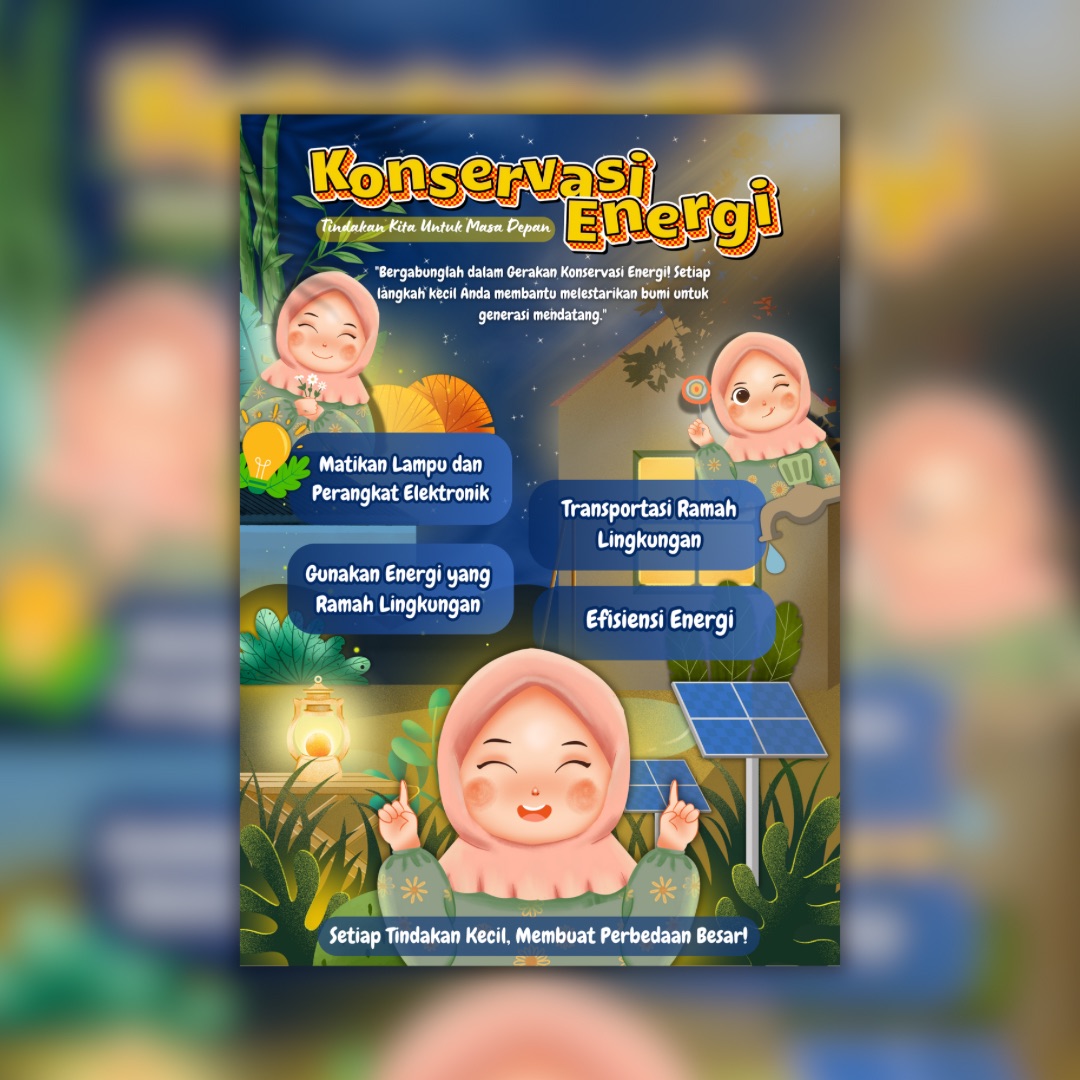 Konservasi
Energi
Tindakan Kita Untuk Masa Depan
"Bergabunglah dalam Gerakan Konservasi Energi! Setiap
langkah kecil Anda membantu melestarikan bumi untuk
generasi mendatang."
Matikan Lampu dan
Perangkat Elektronik
Transportasi Ramah
Lingkungan
Gunakan Energi yang
Ramah Lingkungan
Efisiensi Energi
Setiap Tindakan Kecil, Membuat Perbedaan Besar!